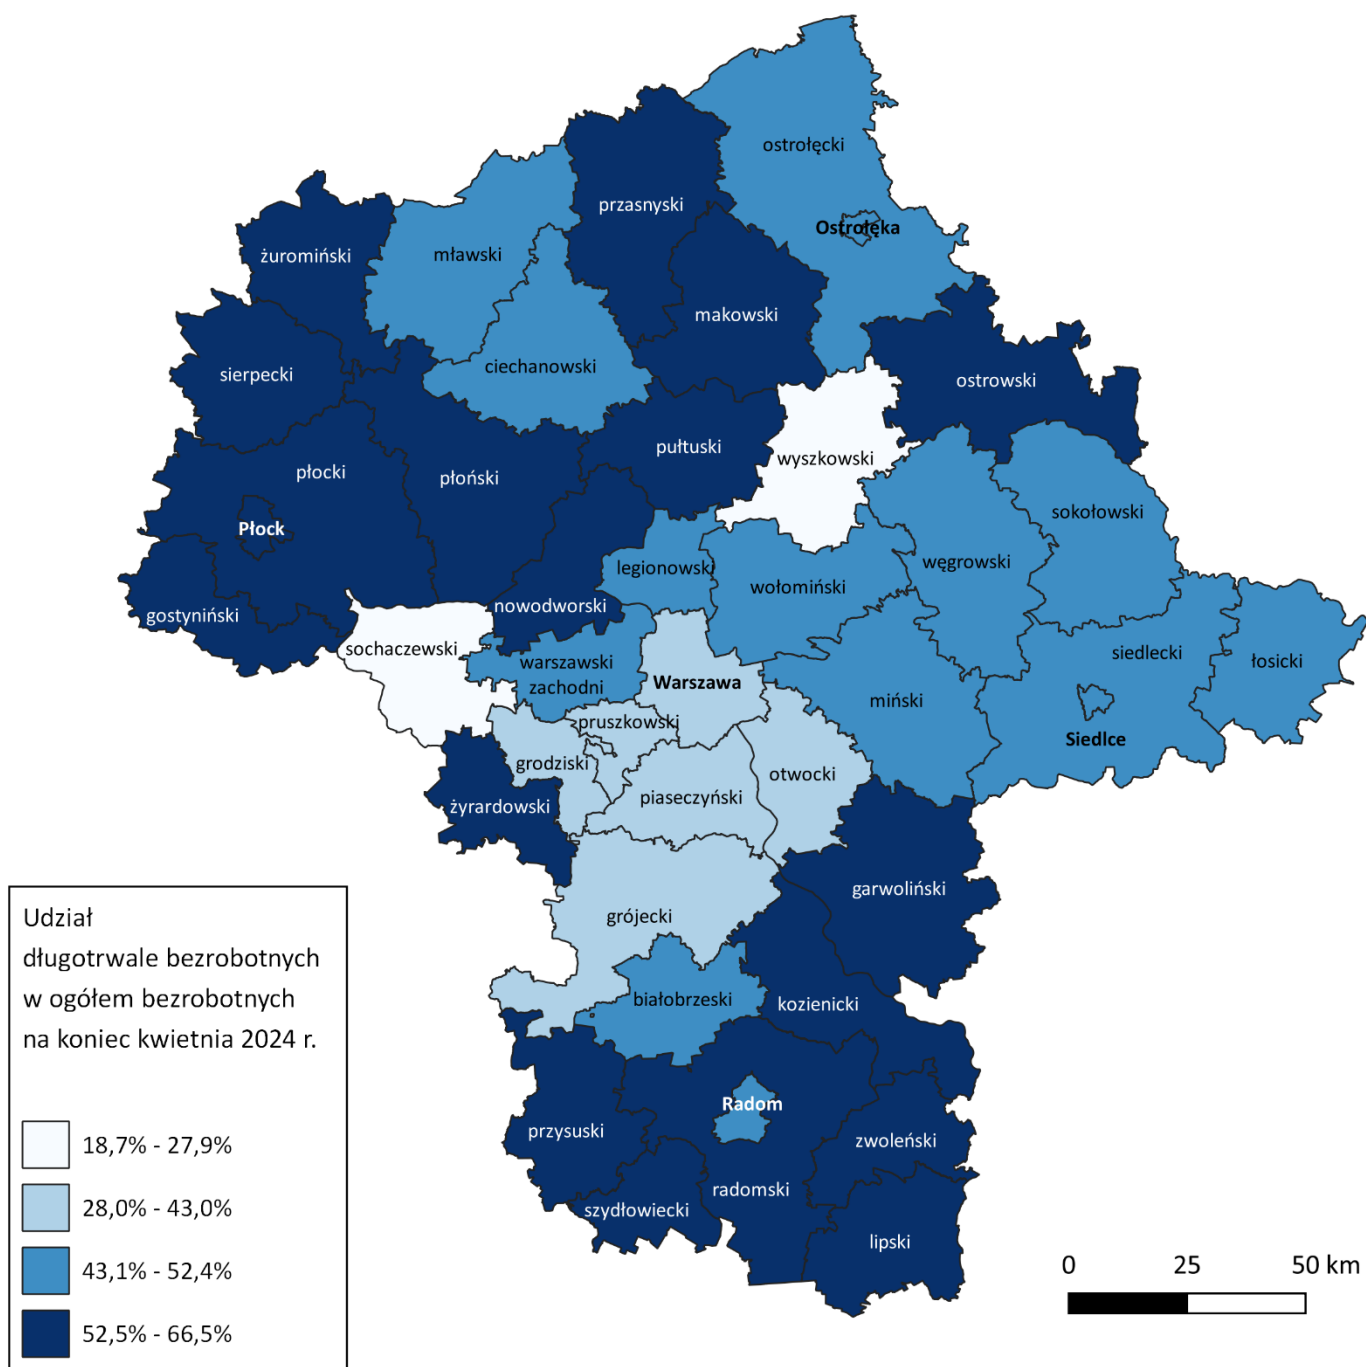 ostrołęcki
przasnyski
Ostrołęka
żuromiński
mławski
makowski
ciechanowski
sierpecki
ostrowski
pułtuski
wyszkowski
płocki
płoński
sokołowski
Płock
węgrowski
legionowski
wołomiński
nowodworski
gostyniński
sochaczewski
siedlecki
łosicki
warszawski
zachodni
Warszawa
miński
pruszkowski
Siedlce
grodziski
otwocki
piaseczyński
żyrardowski
garwoliński
grójecki
białobrzeski
kozienicki
Radom
przysuski
zwoleński
radomski
szydłowiecki
lipski
Udział
długotrwale bezrobotnych
w ogółem bezrobotnych
na koniec kwietnia 2024 r.
18,7% - 27,9%
28,0% - 43,0%
43,1% - 52,4%
52,5% - 66,5%
0 25 50 km